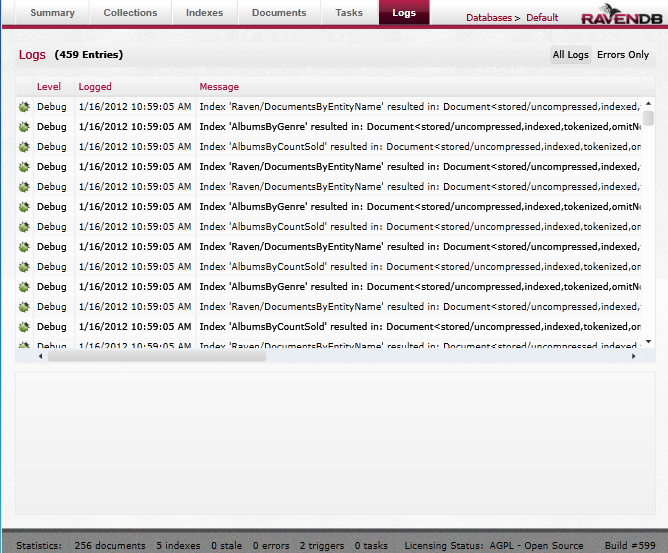 Summary Collections Indexes Documents Tasks Logs Databases > Default RAVENDB
Logs (459 Entries) All Logs Errors Only
Level Logged Message
Debug 1/16/2012 10:59:05 AM Index 'Raven/DocumentsByEntityName' resulted in: Document<stored/uncompressed,indexed,
Debug 1/16/2012 10:59:05 AM Index 'AlbumsByGenre' resulted in: Document<stored/uncompressed,indexed,tokenized,omitNo
Debug 1/16/2012 10:59:05 AM Index 'AlbumsByCountSold' resulted in: Document<stored/uncompressed,indexed,tokenized,om
Debug 1/16/2012 10:59:05 AM Index 'Raven/DocumentsByEntityName' resulted in: Document<stored/uncompressed,indexed,
Debug 1/16/2012 10:59:05 AM Index 'Raven/DocumentsByEntityName' resulted in: Document<stored/uncompressed,indexed,
Debug 1/16/2012 10:59:05 AM Index 'AlbumsByGenre' resulted in: Document<stored/uncompressed,indexed,tokenized,omitNo
Debug 1/16/2012 10:59:05 AM Index 'AlbumsByCountSold' resulted in: Document<stored/uncompressed,indexed,tokenized,om
Debug 1/16/2012 10:59:05 AM Index 'Raven/DocumentsByEntityName' resulted in: Document<stored/uncompressed,indexed,
Debug 1/16/2012 10:59:05 AM Index 'AlbumsByCountSold' resulted in: Document<stored/uncompressed,indexed,tokenized,om
Debug 1/16/2012 10:59:05 AM Index 'AlbumsByGenre' resulted in: Document<stored/uncompressed,indexed,tokenized,omitNo
Debug 1/16/2012 10:59:05 AM Index 'Raven/DocumentsByEntityName' resulted in: Document<stored/uncompressed,indexed,
Debug 1/16/2012 10:59:05 AM Index 'AlbumsByCountSold' resulted in: Document<stored/uncompressed,indexed,tokenized,om
Debug 1/16/2012 10:59:05 AM Index 'Raven/DocumentsByEntityName' resulted in: Document<stored/uncompressed,indexed,
Statistics: 256 documents 5 indexes 0 stale 0 errors 2 triggers 0 tasks Licensing Status: AGPL - Open Source Build #599